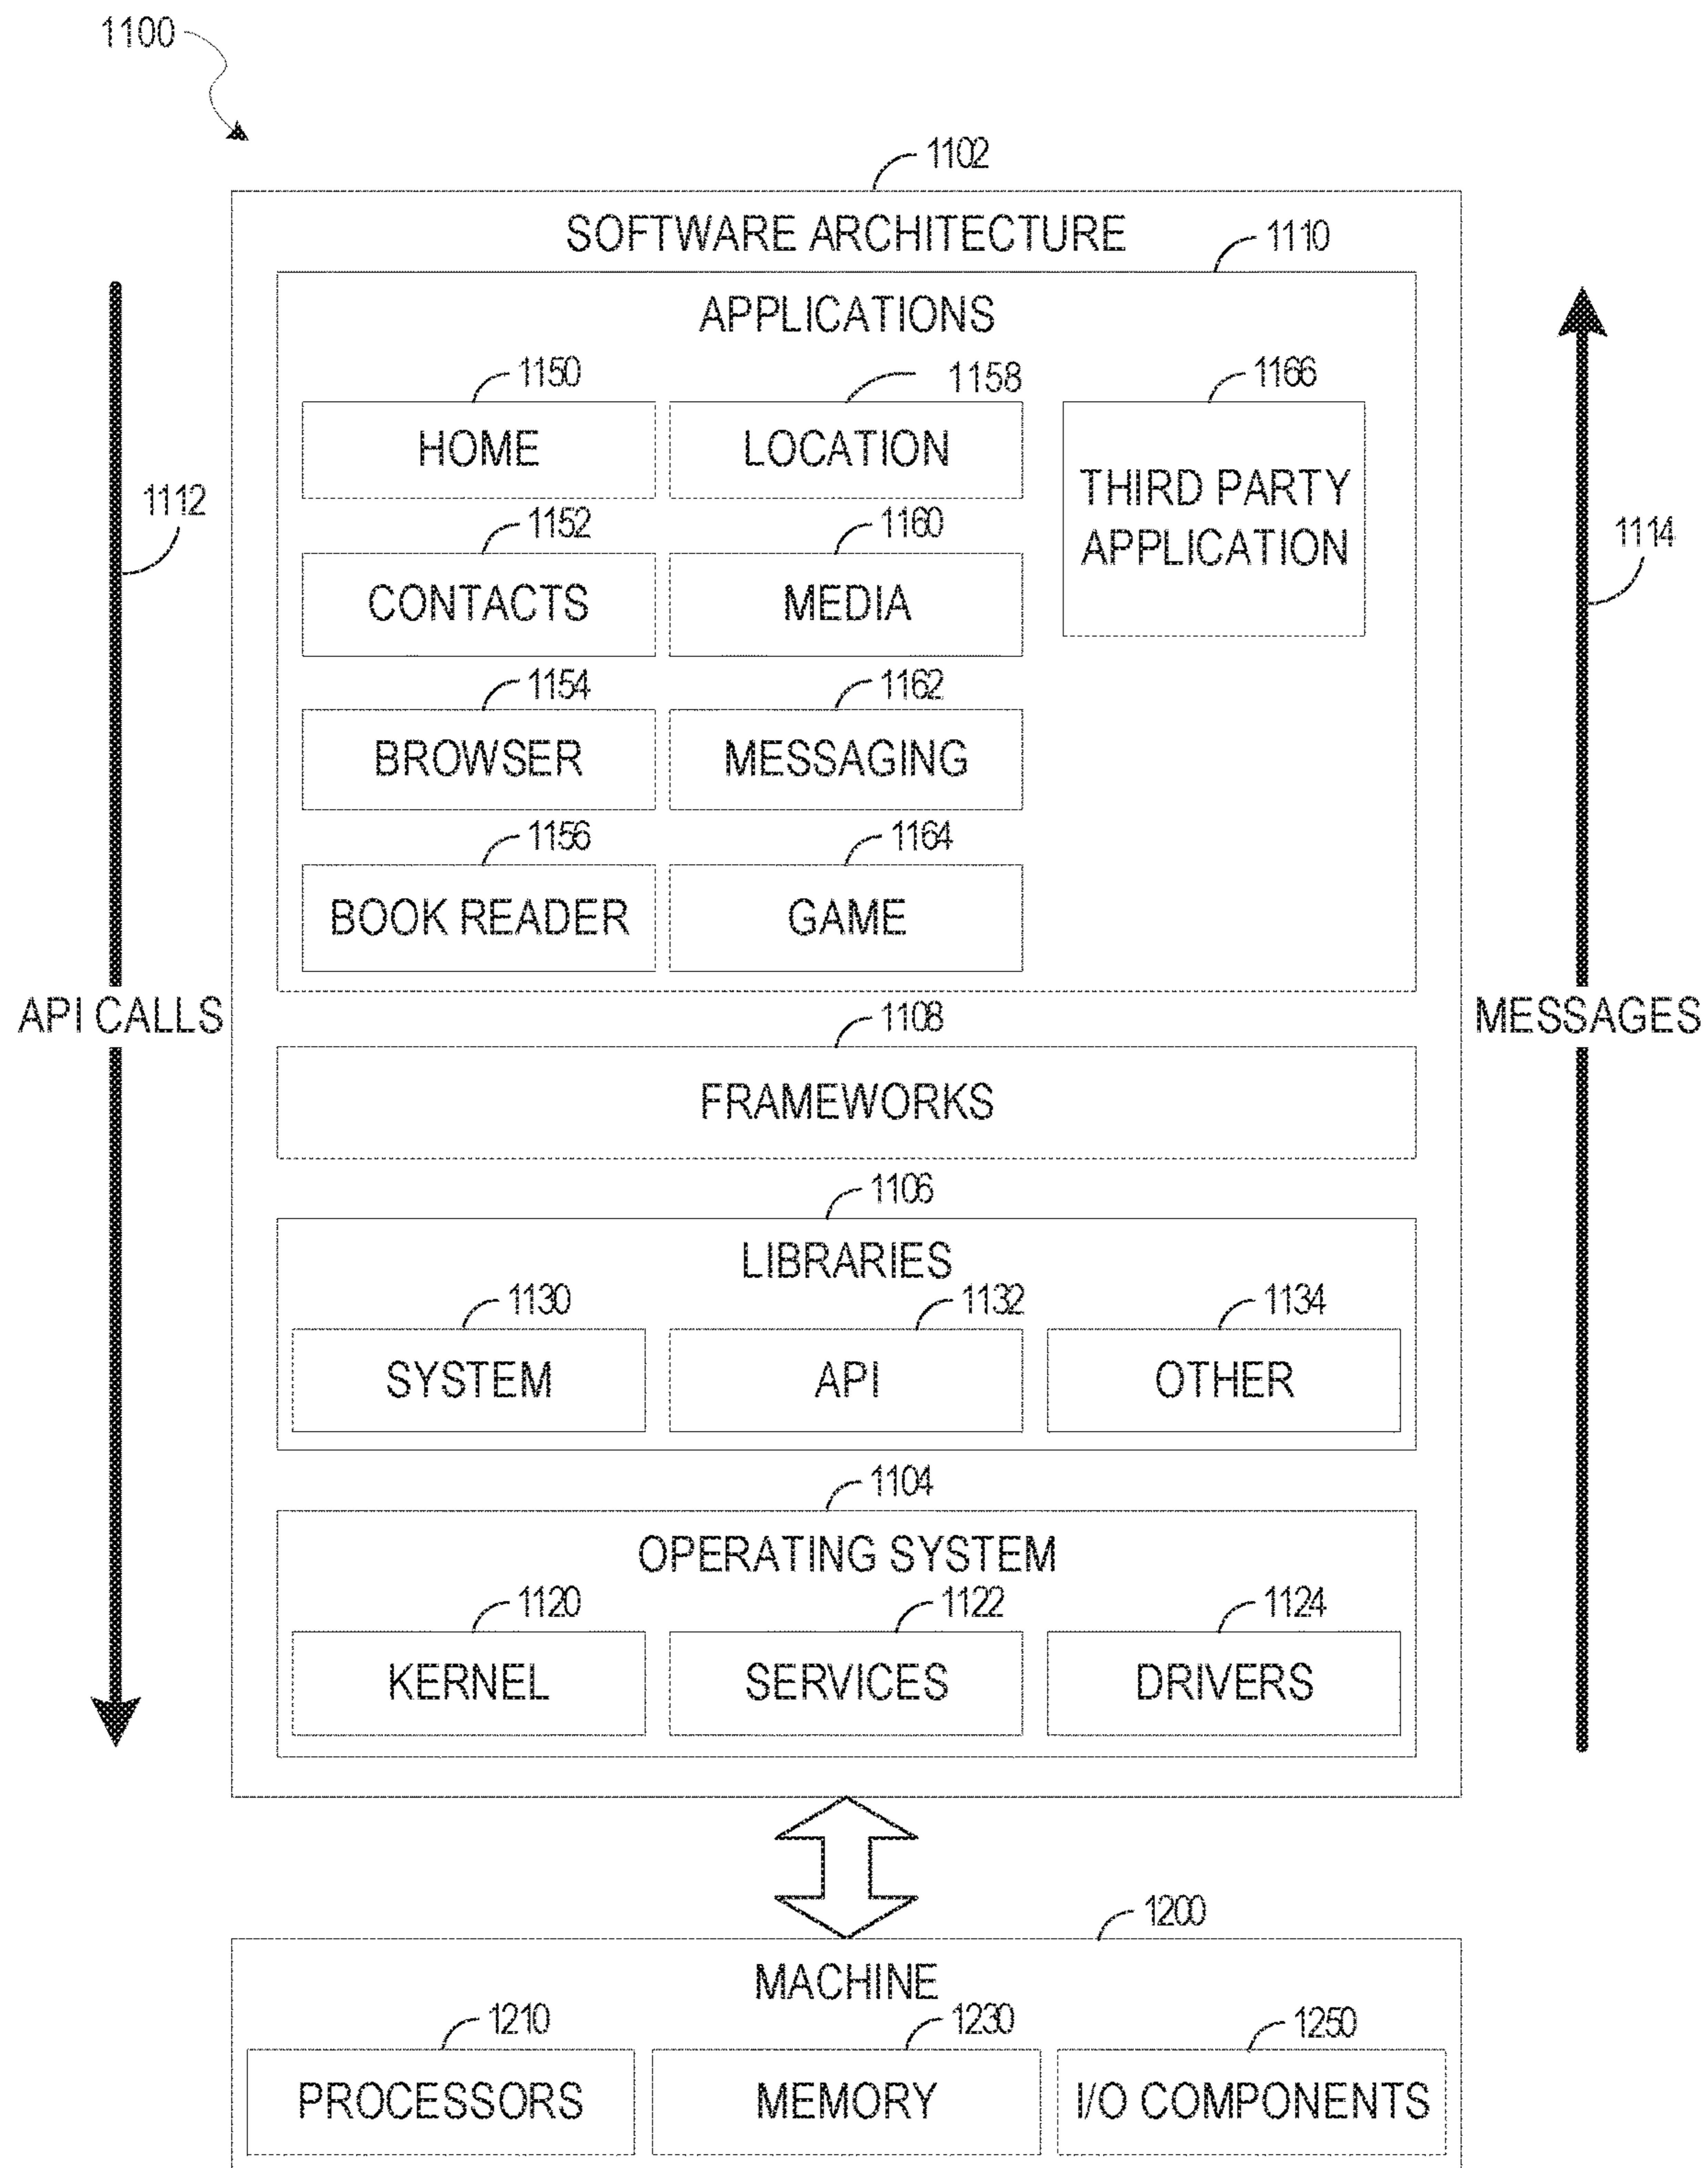 1100
1102
SOFTWARE ARCHITECTURE
1110
APPLICATIONS
1150
1158
1166
HOME
LOCATION
THIRD PARTY
APPLICATION
1112
1152
1160
1114
CONTACTS
MEDIA
1154
1162
BROWSER
MESSAGING
1156
1164
BOOK READER
GAME
API CALLS
MESSAGES
1108
FRAMEWORKS
1106
LIBRARIES
1130
1132
1134
SYSTEM
API
OTHER
1104
OPERATING SYSTEM
1120
1122
1124
KERNEL
SERVICES
DRIVERS
1200
MACHINE
1210
1230
1250
PROCESSORS
MEMORY
I/O COMPONENTS